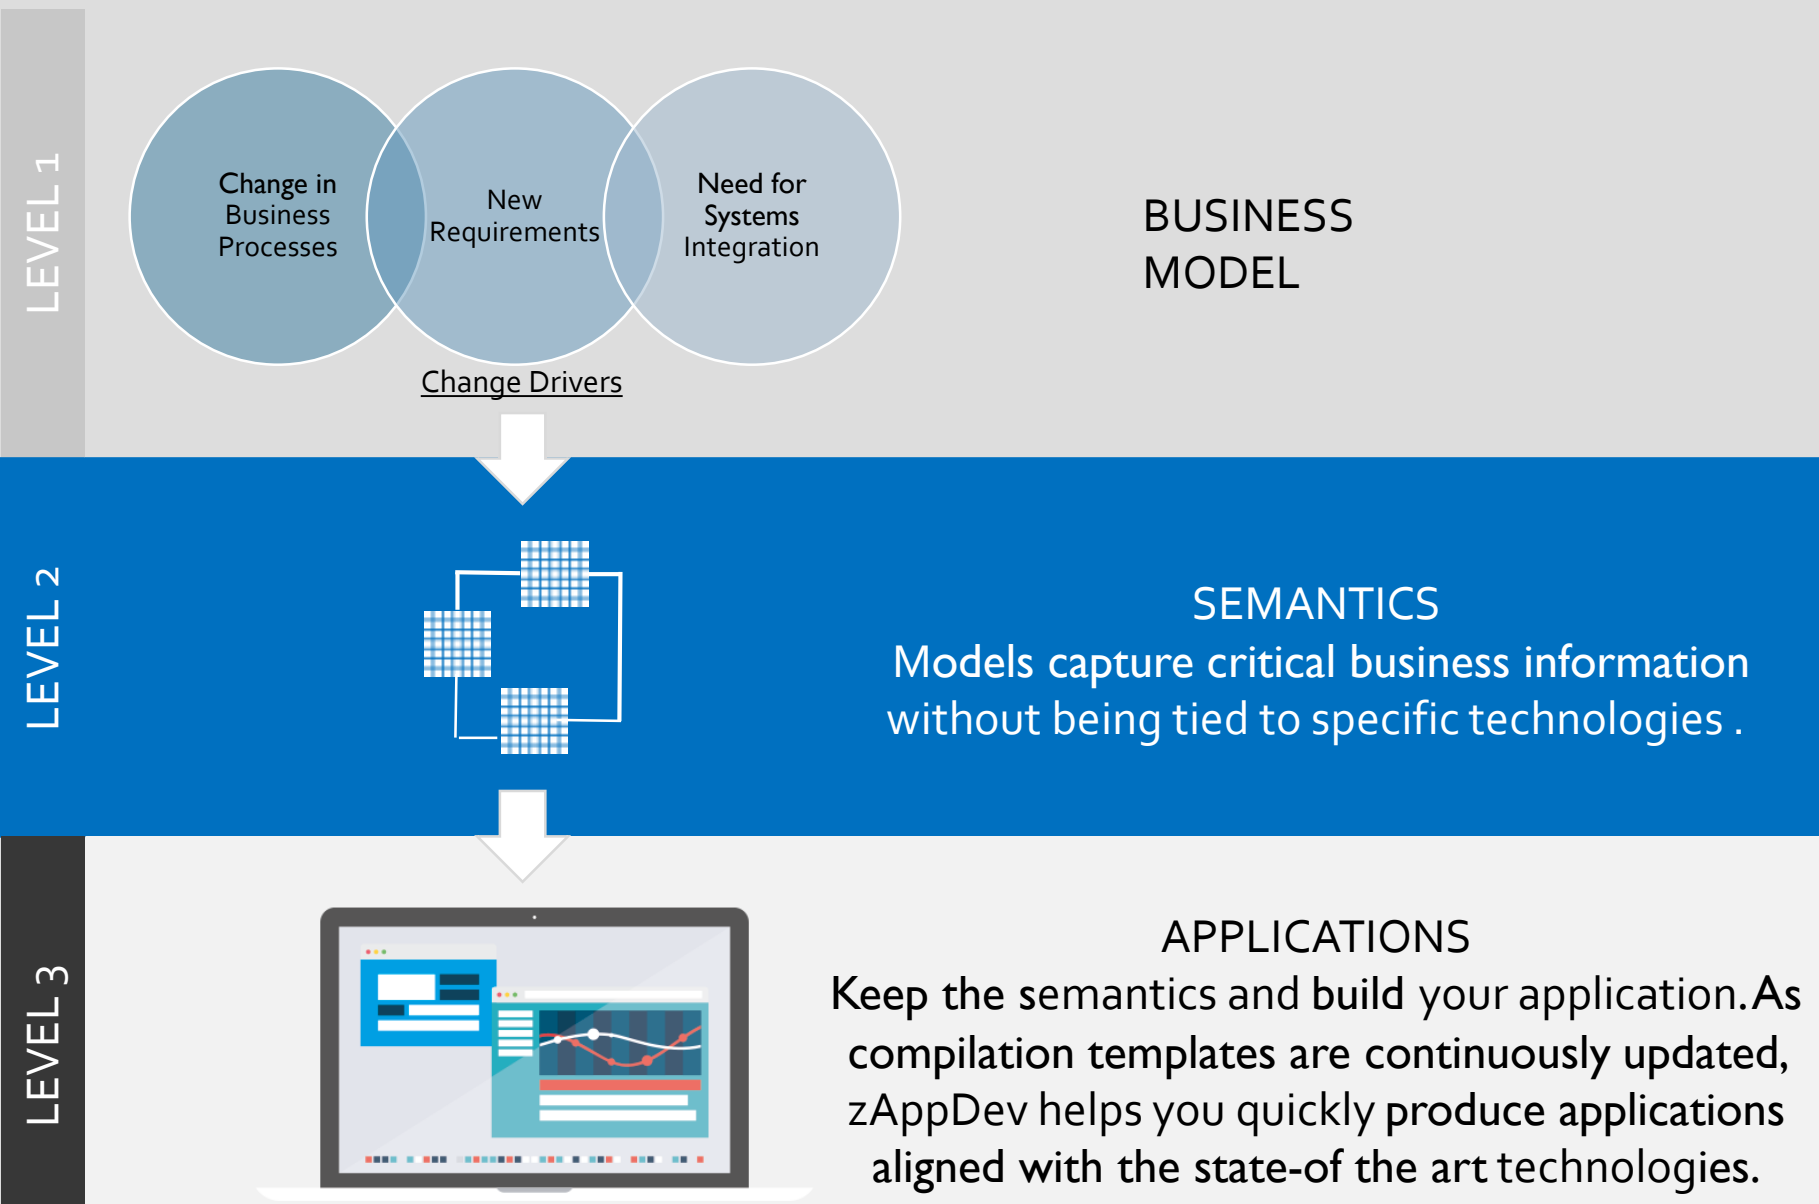 LEVEL 1
Change in
Business
Processes
New
Requirements
Need for
Systems
Integration
Change Drivers
BUSINESS
MODEL
LEVEL 2
SEMANTICS
Models capture critical business information
without being tied to specific technologies .
LEVEL 3
APPLICATIONS
Keep the semantics and build your application. As
compilation templates are continuously updated,
zAppDev helps you quickly produce applications
aligned with the state-of the art technologies.